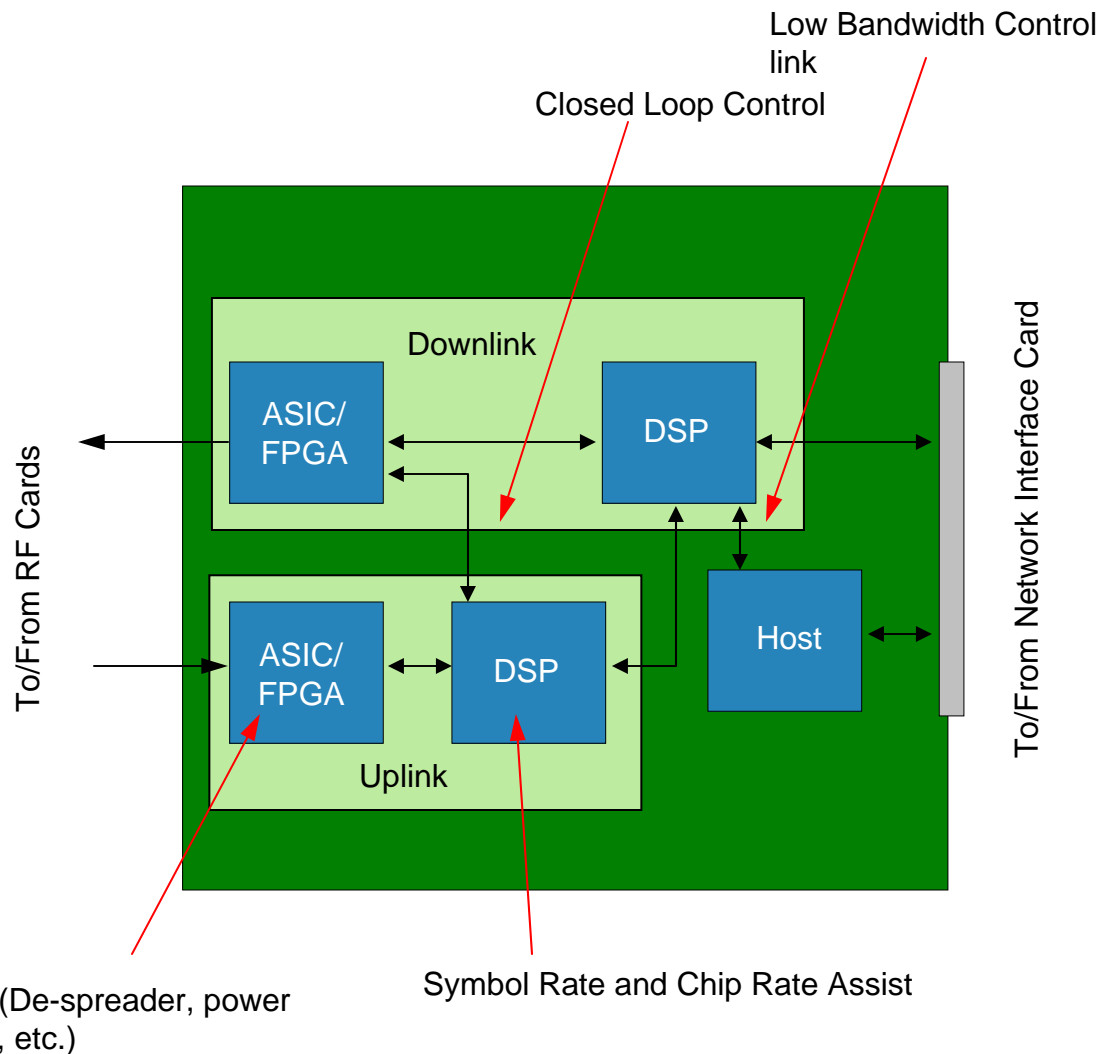 Low Bandwidth Control
link
Closed Loop Control
Downlink
ASIC/
FPGA
DSP
To/From RF Cards
To/From Network Interface Card
ASIC/
FPGA
DSP
Host
Uplink
(De-spreader, power
, etc.)
Symbol Rate and Chip Rate Assist